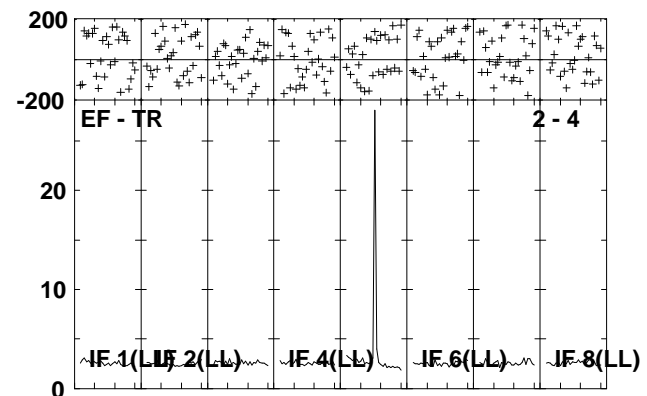 200
-200
EF - TR 2 - 4
20
10
IF 1(LL) IF 2(LL) IF 4(LL) IF 6(LL) IF 8(LL)
0